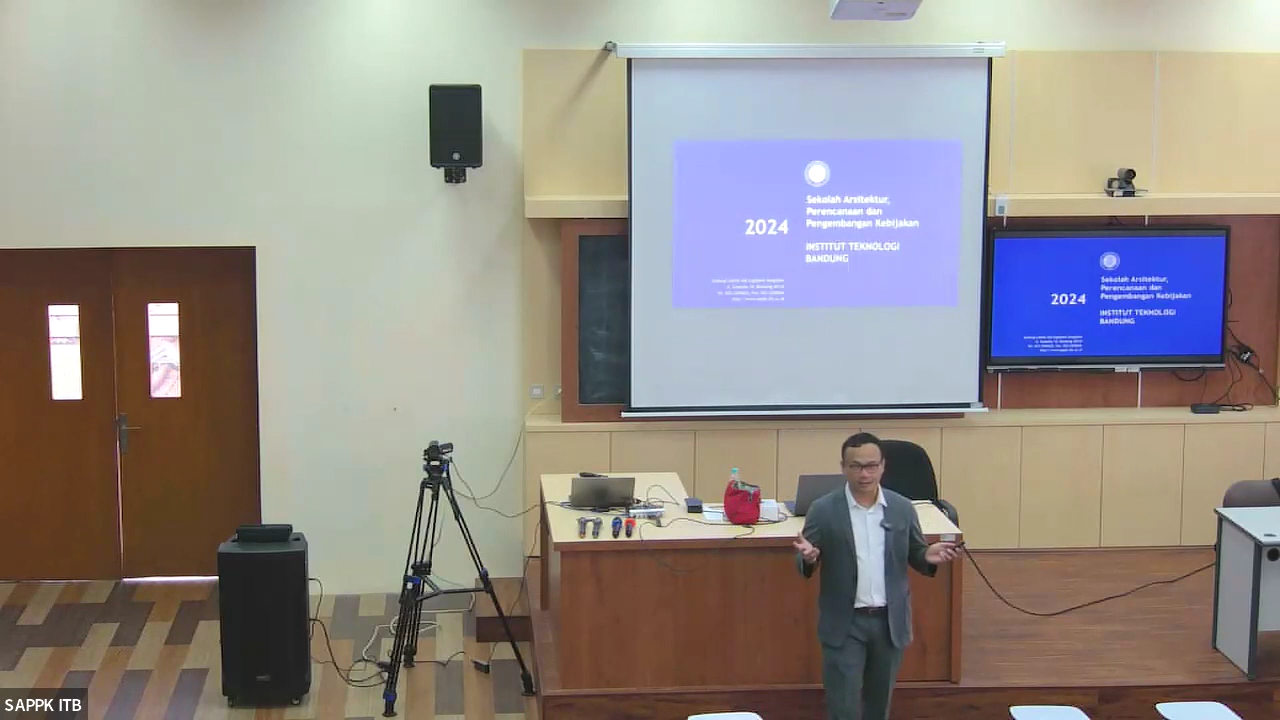 2024
Sekolah Arsitektur,
Perencanaan dan
Pengembangan Kebijakan
INSTITUT TEKNOLOGI
BANDUNG
2024
Sekolah Arsitektur,
Perencanaan dan
Pengembangan Kebijakan
INSTITUT TEKNOLOGI
BANDUNG
SAPPK ITB